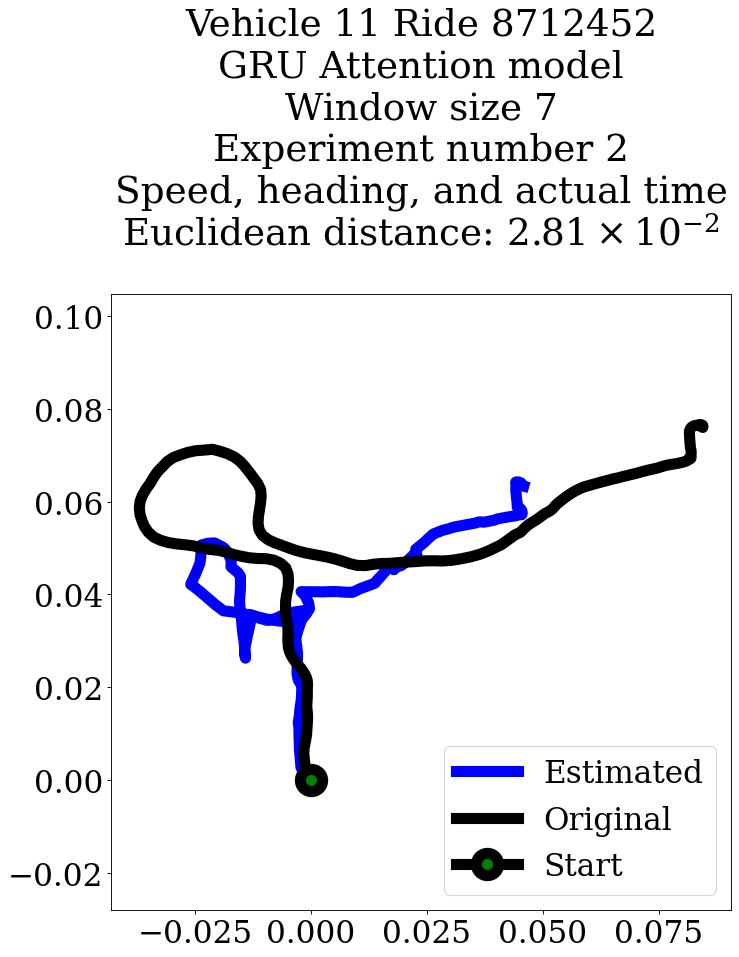 Vehicle 11 Ride 8712452
GRU Attention model
Window size 7
Experiment number 2
Speed, heading, and actual time
Euclidean distance: 2.81 × 10⁻²
0.10
0.08
0.06
0.04
0.02
0.00
−0.02
Estimated
Original
Start
−0.025 0.000 0.025 0.050 0.075